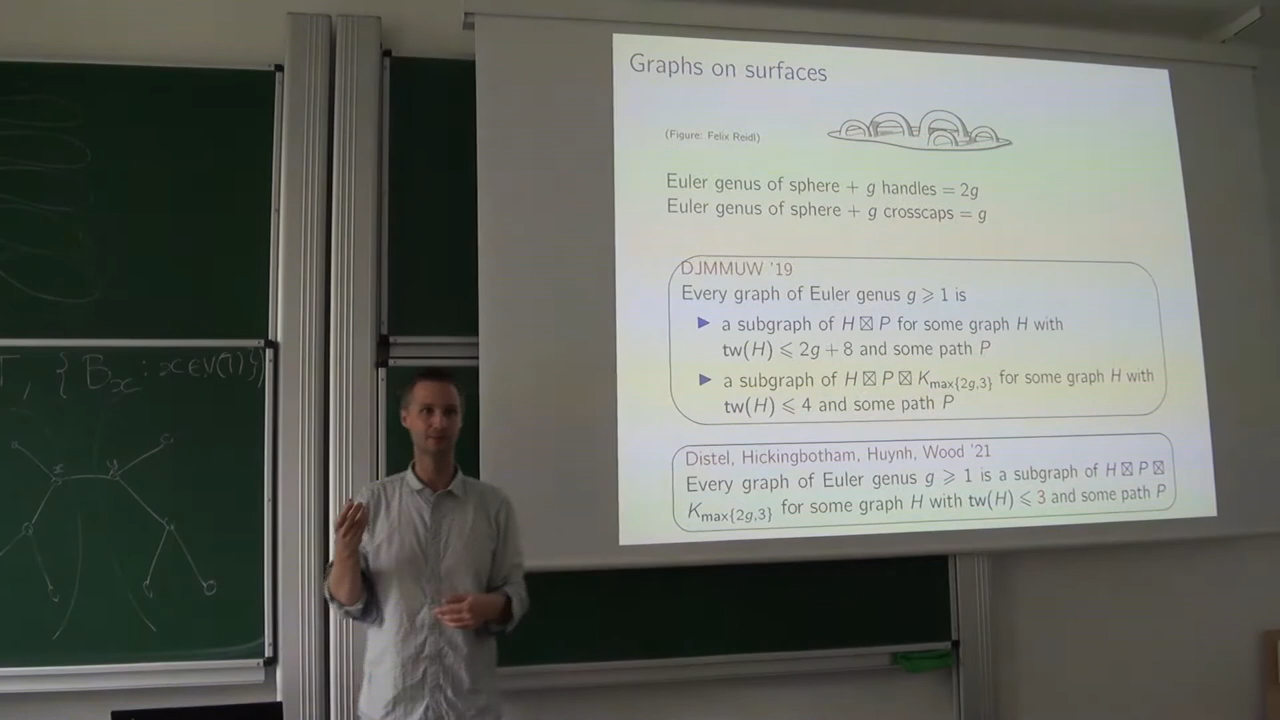 Graphs on surfaces
(Figure: Felix Reidl)
Euler genus of sphere + g handles = 2g
Euler genus of sphere + g crosscaps = g
DJMMUW '19
Every graph of Euler genus g ⩾ 1 is
▶ a subgraph of H ⊠ P for some graph H with
tw(H) ⩽ 2g + 8 and some path P
▶ a subgraph of H ⊠ P ⊠ K_max{2g,3} for some graph H with
tw(H) ⩽ 4 and some path P
Distel, Hickingbotham, Huynh, Wood '21
Every graph of Euler genus g ⩾ 1 is a subgraph of H ⊠ P ⊠
K_max{2g,3} for some graph H with tw(H) ⩽ 3 and some path P
T, { B_x : x ∈ V(T) }
x y